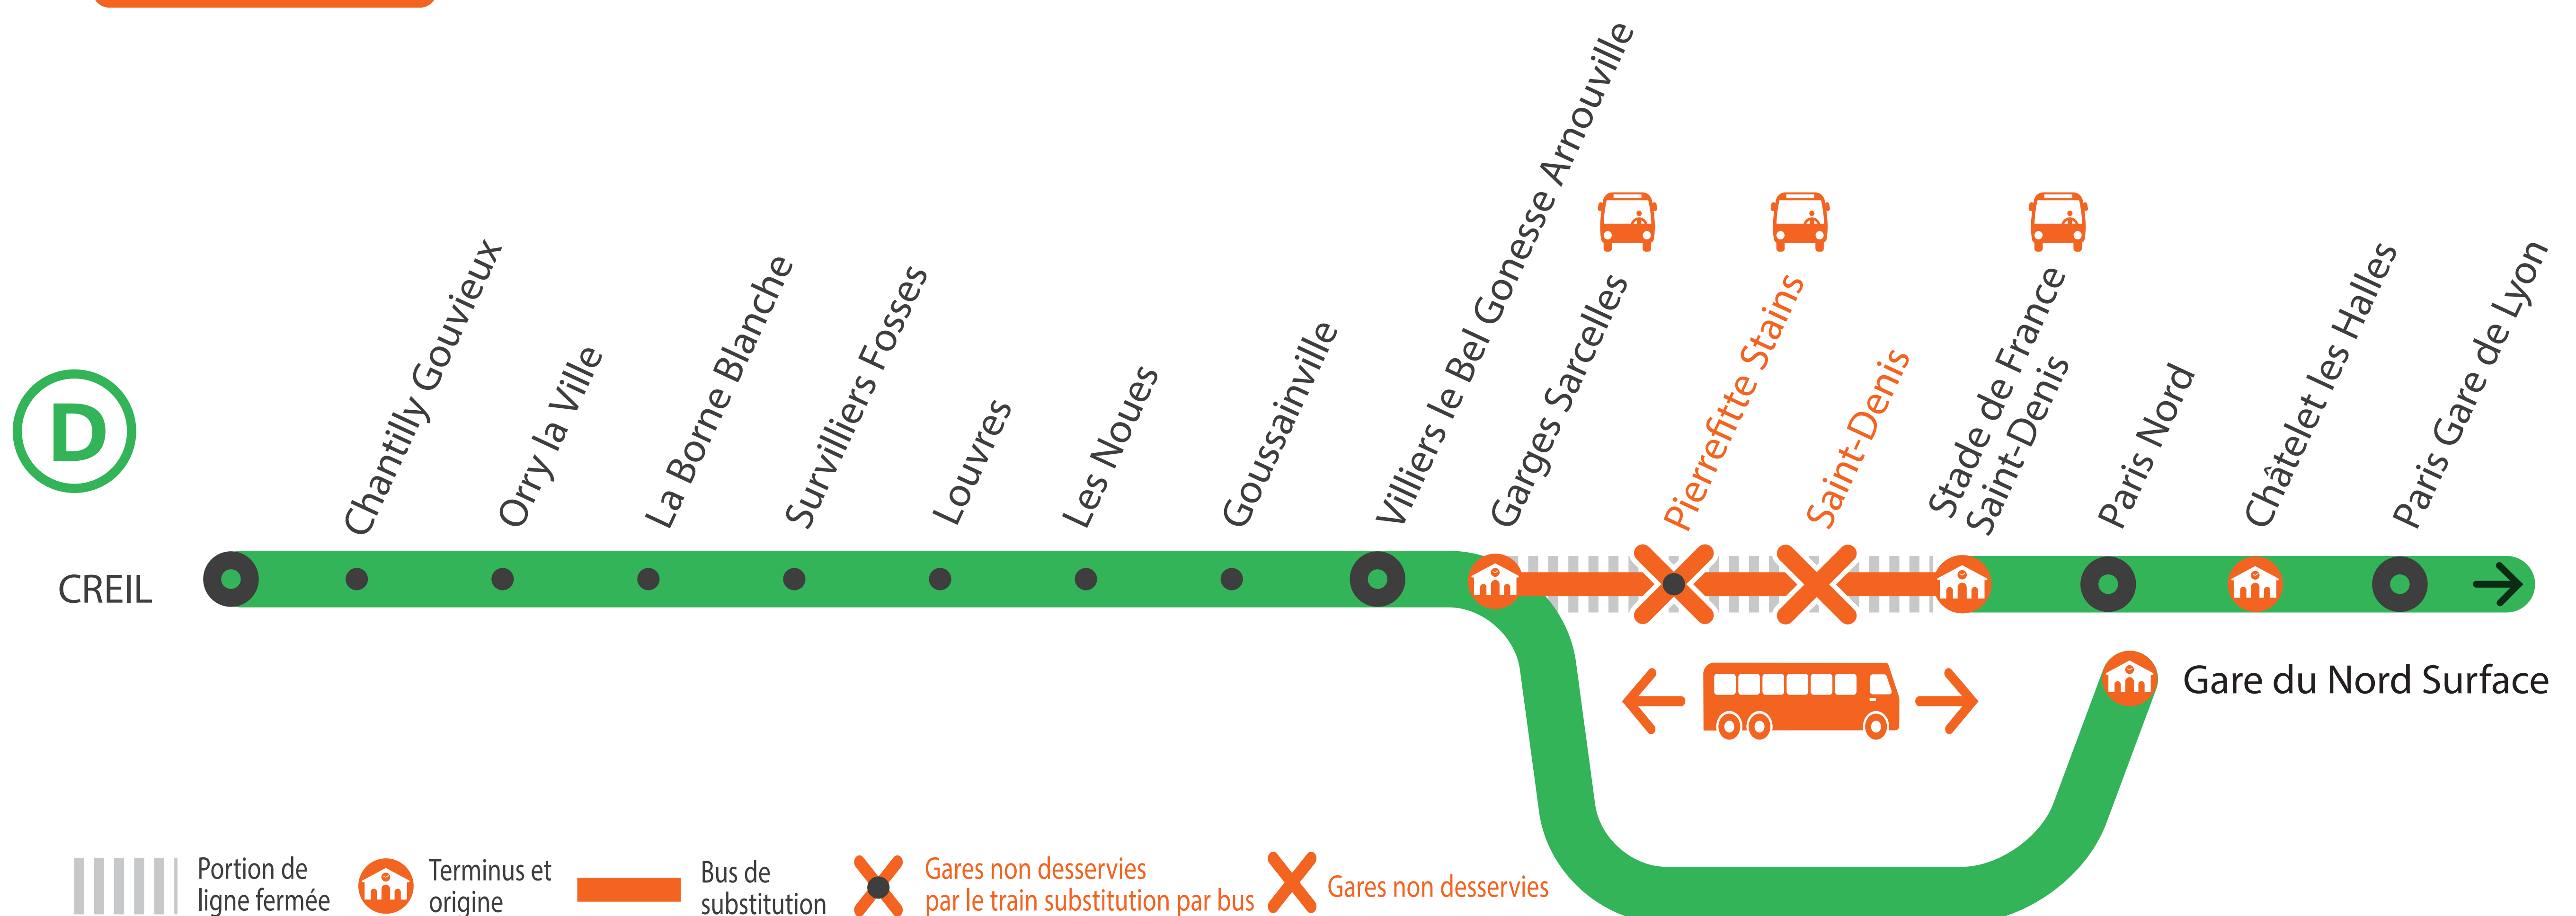 D
CREIL
Chantilly Gouvieux
Orry la Ville
La Borne Blanche
Survilliers Fosses
Louvres
Les Noues
Goussainville
Villiers le Bel Gonesse Arnouville
Garges Sarcelles
Pierrefitte Stains
Saint-Denis
Stade de France
Saint-Denis
Paris Nord
Châtelet les Halles
Paris Gare de Lyon
Gare du Nord Surface
Portion de
ligne fermée
Terminus et
origine
Bus de
substitution
Gares non desservies
par le train substitution par bus
Gares non desservies